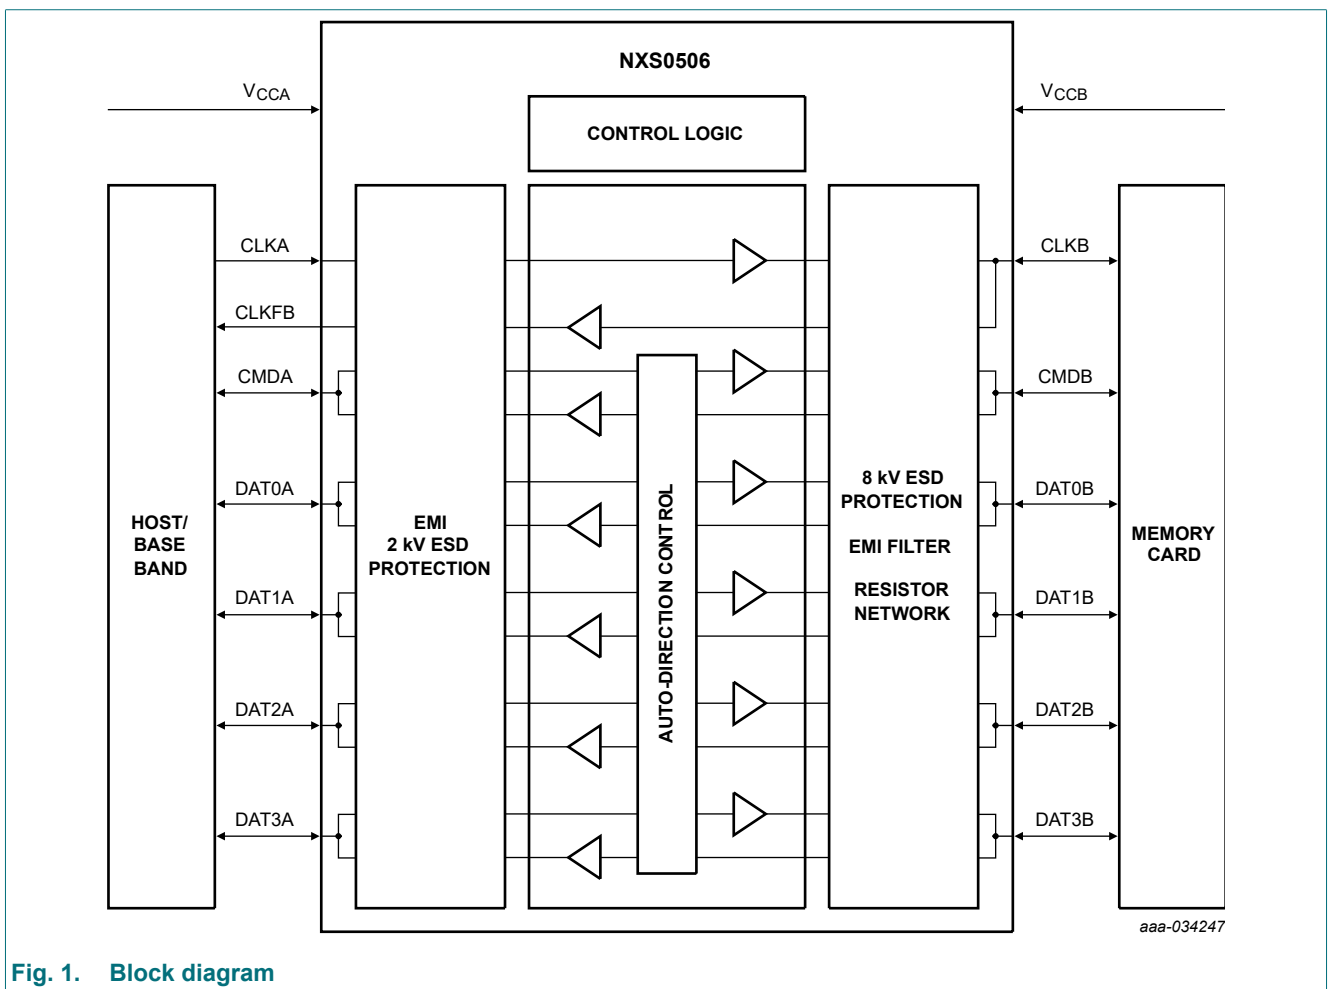 NXS0506
VCCA
VCCB
CONTROL LOGIC
CLKA
CLKB
CLKFB
CMDA
CMDB
DAT0A
DAT0B
DAT1A
DAT1B
DAT2A
DAT2B
DAT3A
DAT3B
HOST/
BASE
BAND
EMI
2 kV ESD
PROTECTION
AUTO-DIRECTION CONTROL
8 kV ESD
PROTECTION
EMI FILTER
RESISTOR
NETWORK
MEMORY
CARD
aaa-034247
Fig. 1. Block diagram